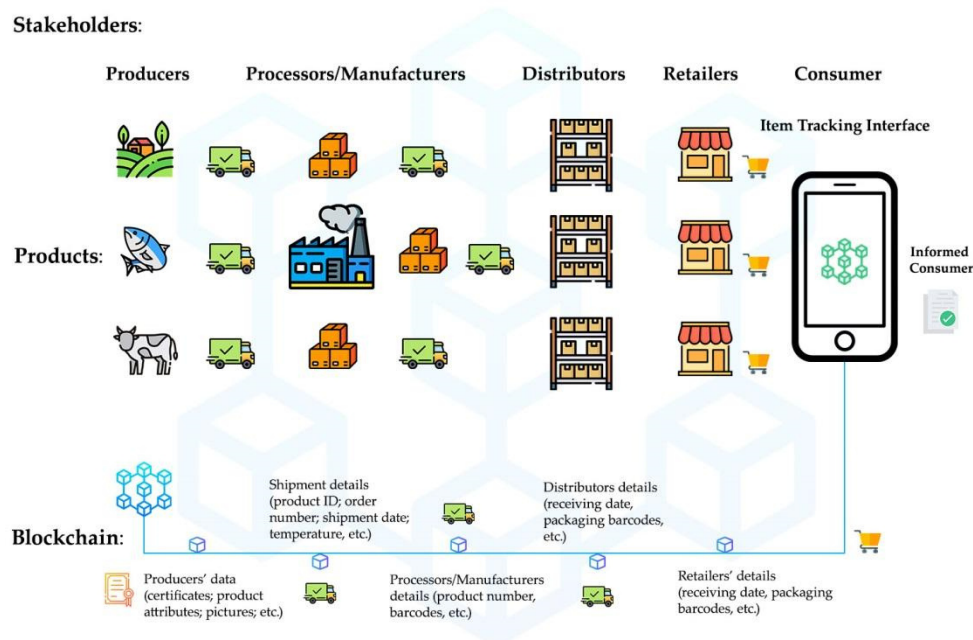 Stakeholders:
Producers
Processors/Manufacturers
Distributors
Retailers
Consumer
Item Tracking Interface
Products:
Informed
Consumer
Shipment details
(product ID; order
number; shipment date;
temperature, etc.)
Distributors details
(receiving date,
packaging barcodes,
etc.)
Blockchain:
Producers’ data
(certificates; product
attributes; pictures; etc.)
Processors/Manufacturers
details (product number,
barcodes, etc.)
Retailers’ details
(receiving date, packaging
barcodes, etc.)